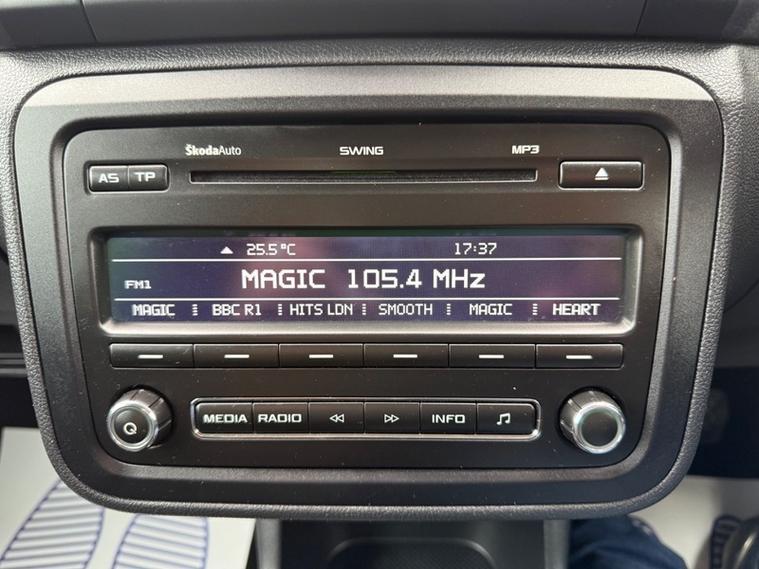 ŠkodaAuto SWING MP3
AS TP
25.5°C 17:37
FM1 MAGIC 105.4 MHz
MAGIC BBC R1 HITS LDN SMOOTH MAGIC HEART
MEDIA RADIO INFO